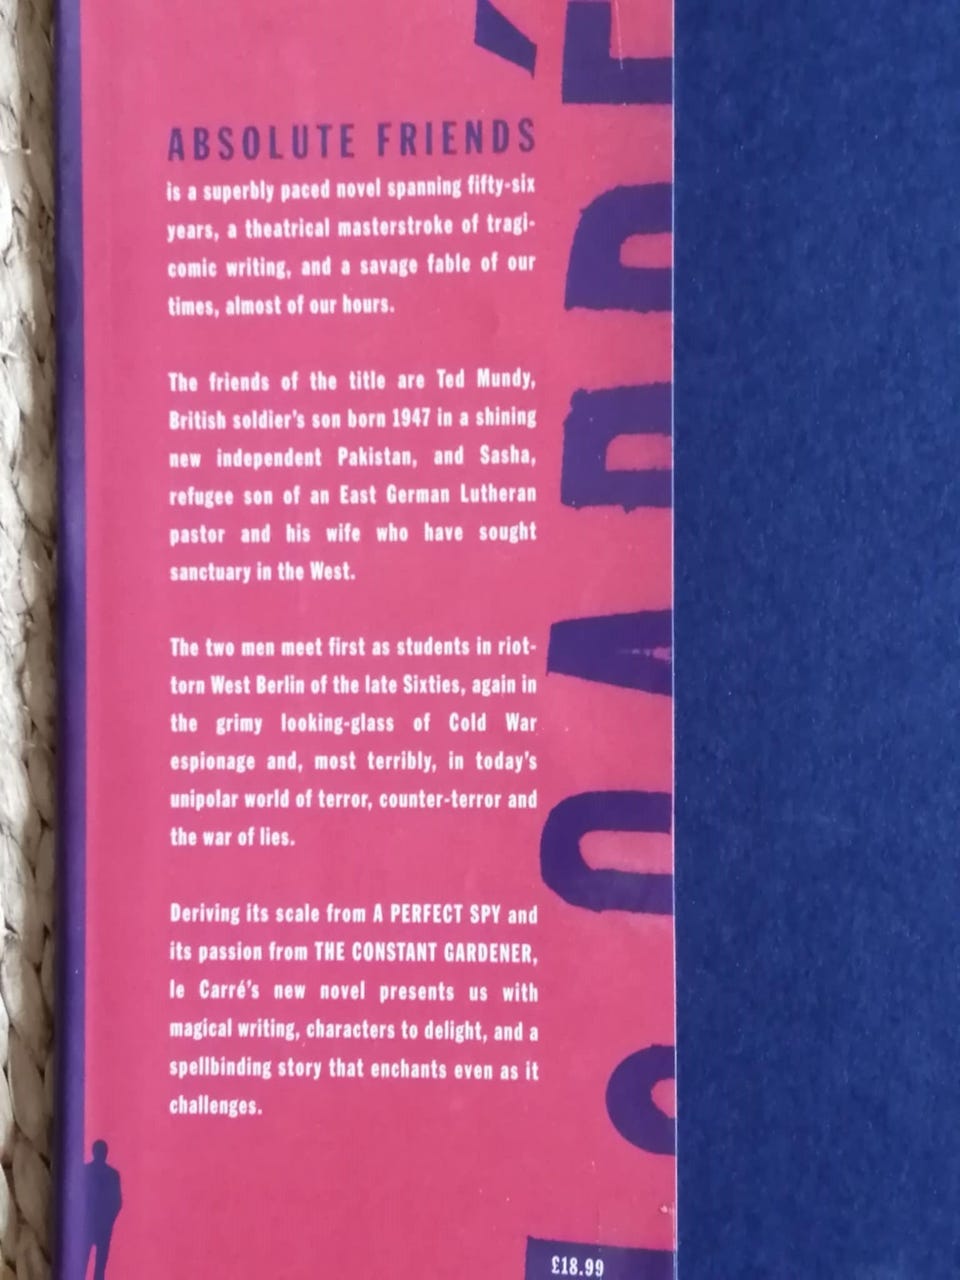 ABSOLUTE FRIENDS
is a superbly paced novel spanning fifty-six
years, a theatrical masterstroke of tragi-
comic writing, and a savage fable of our
times, almost of our hours.
The friends of the title are Ted Mundy,
British soldier's son born 1947 in a shining
new independent Pakistan, and Sasha,
refugee son of an East German Lutheran
pastor and his wife who have sought
sanctuary in the West.
The two men meet first as students in riot-
torn West Berlin of the late Sixties, again in
the grimy looking-glass of Cold War
espionage and, most terribly, in today's
unipolar world of terror, counter-terror and
the war of lies.
Deriving its scale from A PERFECT SPY and
its passion from THE CONSTANT GARDENER,
le Carré's new novel presents us with
magical writing, characters to delight, and a
spellbinding story that enchants even as it
challenges.
£18.99